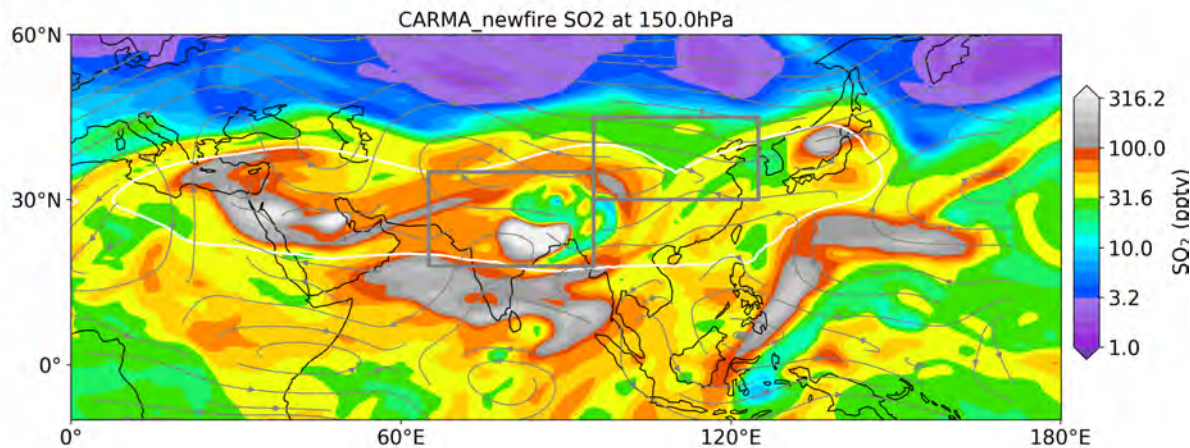 CARMA_newfire SO2 at 150.0hPa
60°N
30°N
0°
0°
60°E
120°E
180°E
316.2
100.0
31.6
10.0
3.2
1.0
SO₂ (pptv)